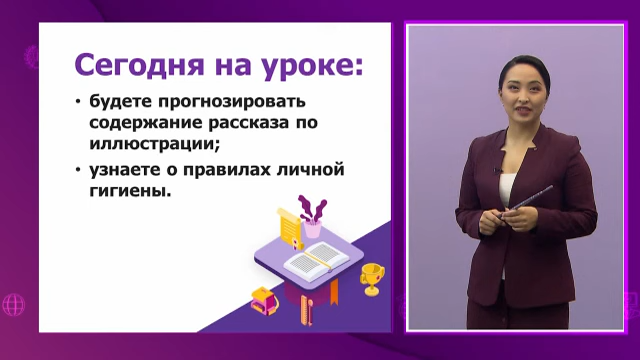 Сегодня на уроке:
• будете прогнозировать
содержание рассказа по
иллюстрации;
• узнаете о правилах личной
гигиены.